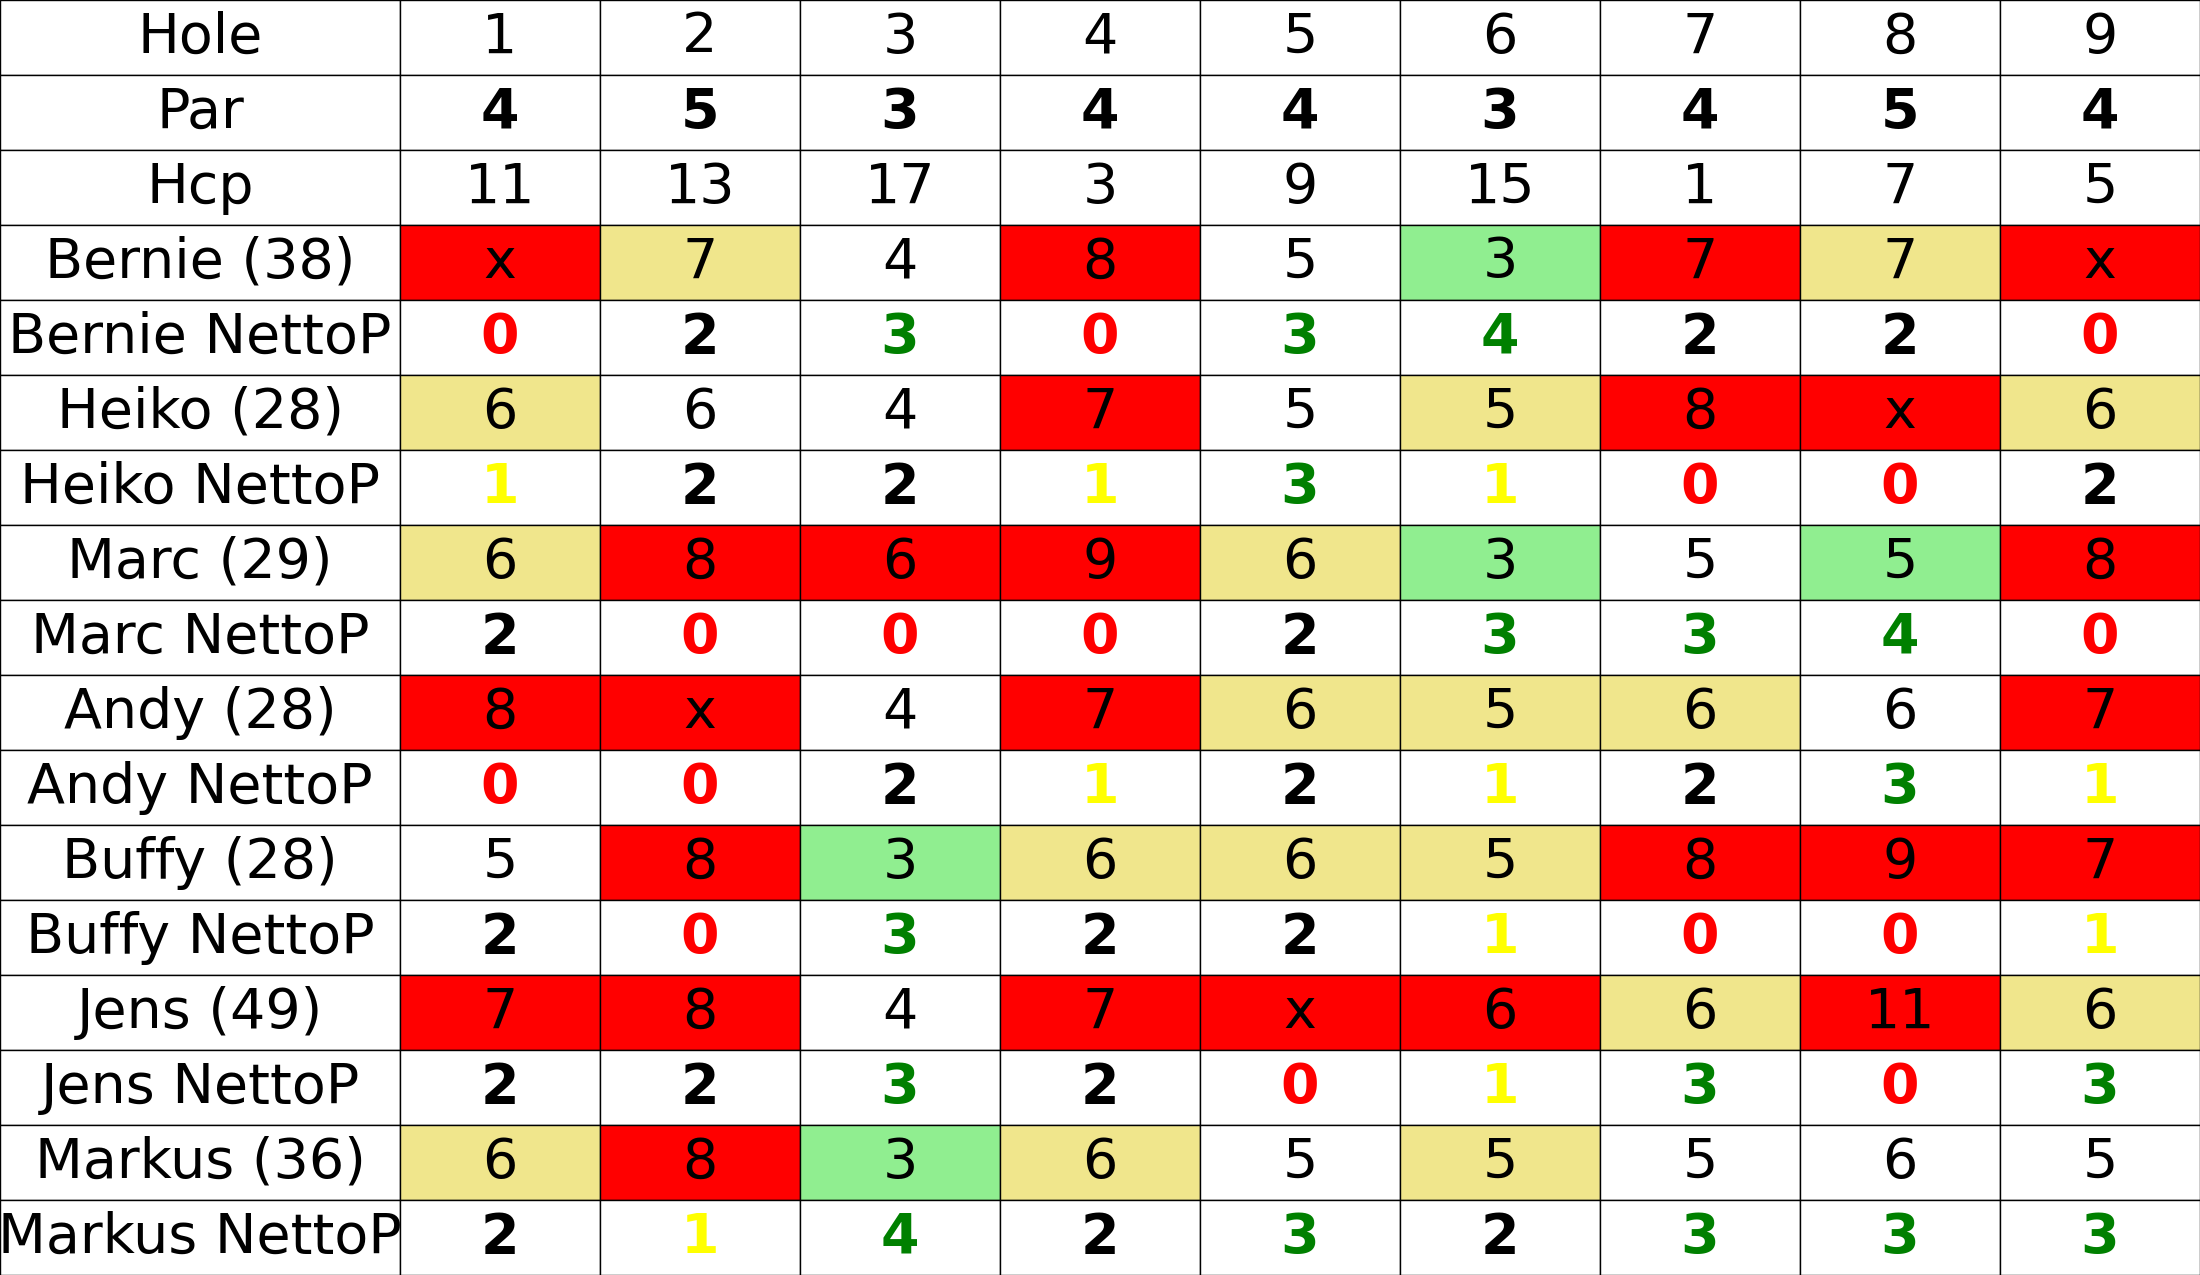 Hole 1 2 3 4 5 6 7 8 9
Par 4 5 3 4 4 3 4 5 4
Hcp 11 13 17 3 9 15 1 7 5
Bernie (38) x 7 4 8 5 3 7 7 x
Bernie NettoP 0 2 3 0 3 4 2 2 0
Heiko (28) 6 6 4 7 5 5 8 x 6
Heiko NettoP 1 2 2 1 3 1 0 0 2
Marc (29) 6 8 6 9 6 3 5 5 8
Marc NettoP 2 0 0 0 2 3 3 4 0
Andy (28) 8 x 4 7 6 5 6 6 7
Andy NettoP 0 0 2 1 2 1 2 3 1
Buffy (28) 5 8 3 6 6 5 8 9 7
Buffy NettoP 2 0 3 2 2 1 0 0 1
Jens (49) 7 8 4 7 x 6 6 11 6
Jens NettoP 2 2 3 2 0 1 3 0 3
Markus (36) 6 8 3 6 5 5 5 6 5
Markus NettoP 2 1 4 2 3 2 3 3 3